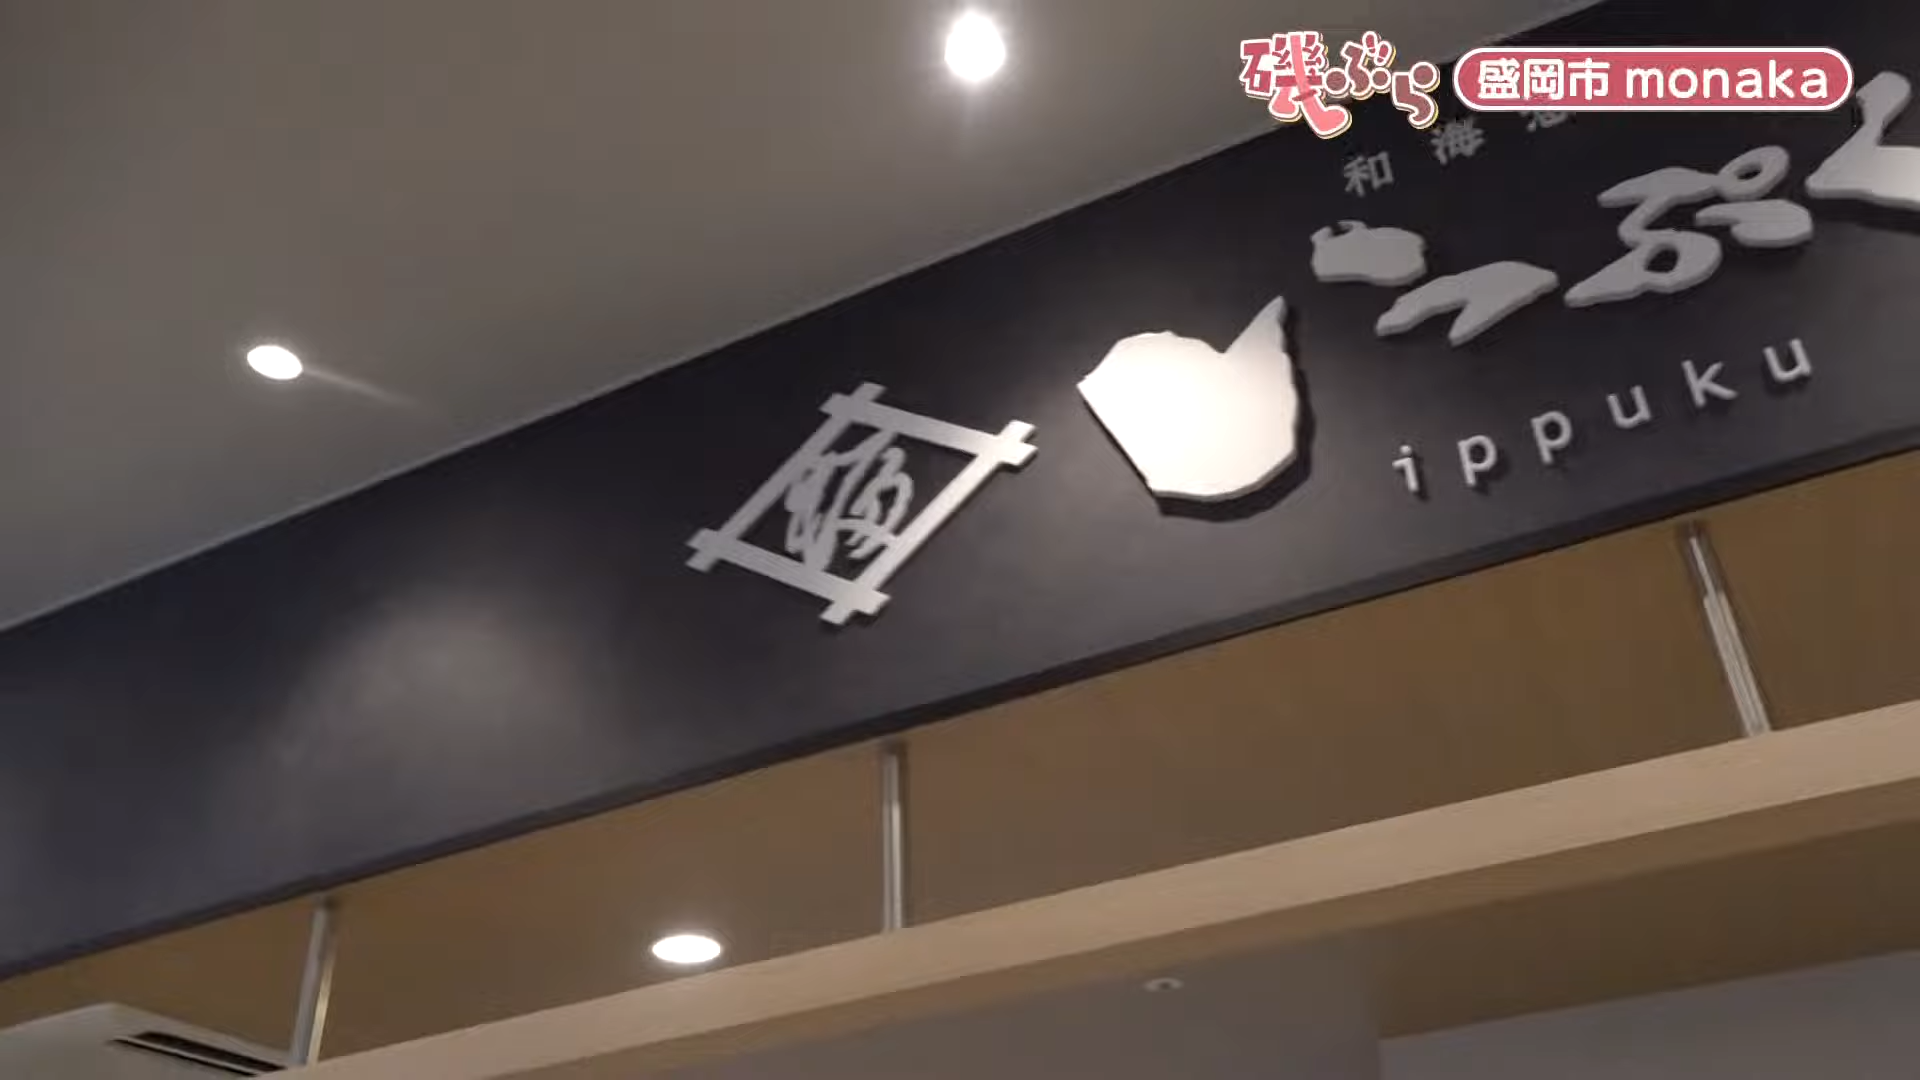 磯ぶら
盛岡市 monaka
和海
いっぷく
ippuku